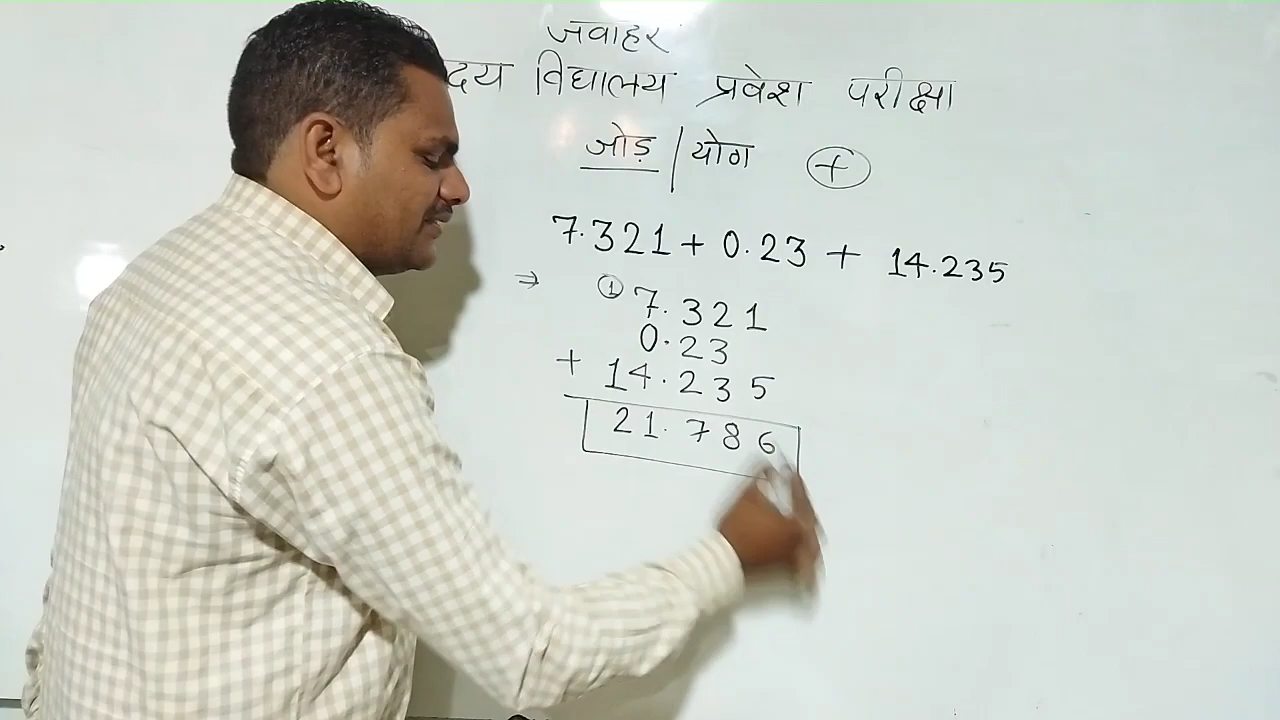 जवाहर
दय विद्यालय प्रवेश परीक्षा
जोड़ | योग (+)
7.321 + 0.23 + 14.235
⇒ ① 7.321
0.23
+ 14.235
21.786